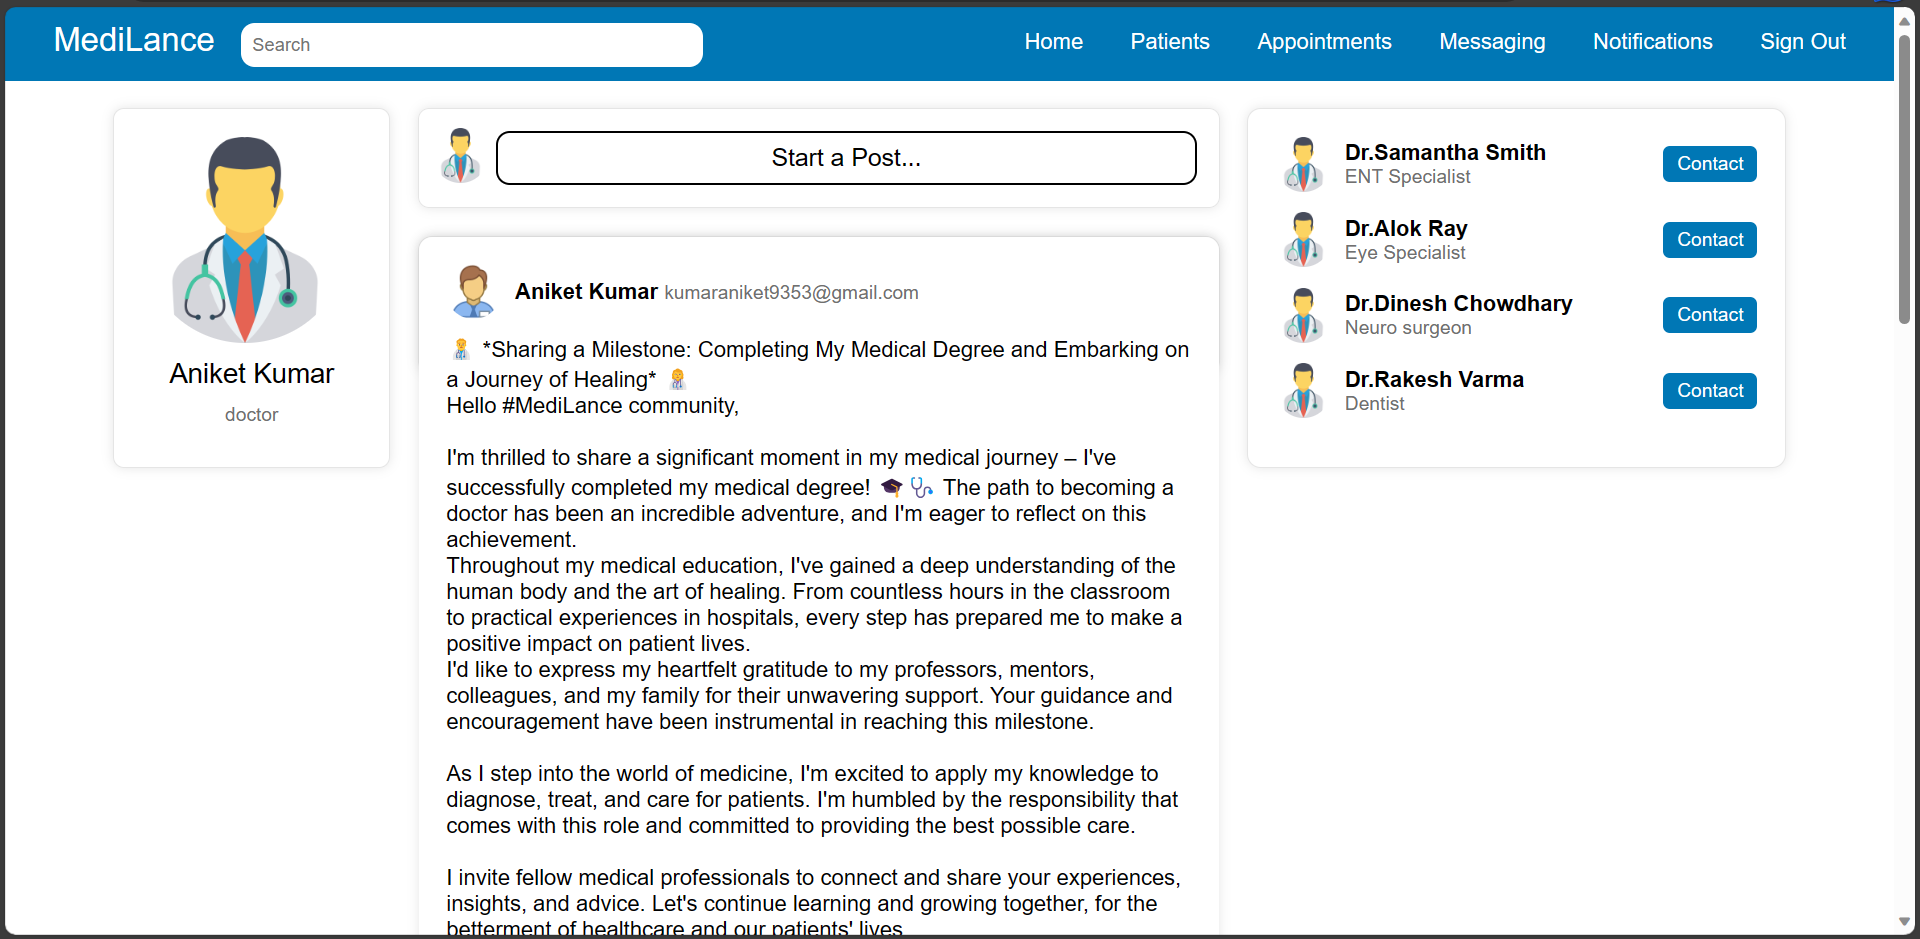 MediLance
Search
Home
Patients
Appointments
Messaging
Notifications
Sign Out
Aniket Kumar
doctor
Start a Post...
Aniket Kumar kumaraniket9353@gmail.com
*Sharing a Milestone: Completing My Medical Degree and Embarking on
a Journey of Healing*
Hello #MediLance community,
I'm thrilled to share a significant moment in my medical journey – I've
successfully completed my medical degree! 🎓🩺 The path to becoming a
doctor has been an incredible adventure, and I'm eager to reflect on this
achievement.
Throughout my medical education, I've gained a deep understanding of the
human body and the art of healing. From countless hours in the classroom
to practical experiences in hospitals, every step has prepared me to make a
positive impact on patient lives.
I'd like to express my heartfelt gratitude to my professors, mentors,
colleagues, and my family for their unwavering support. Your guidance and
encouragement have been instrumental in reaching this milestone.
As I step into the world of medicine, I'm excited to apply my knowledge to
diagnose, treat, and care for patients. I'm humbled by the responsibility that
comes with this role and committed to providing the best possible care.
I invite fellow medical professionals to connect and share your experiences,
insights, and advice. Let's continue learning and growing together, for the
betterment of healthcare and our patients' lives
Dr.Samantha Smith
ENT Specialist
Contact
Dr.Alok Ray
Eye Specialist
Contact
Dr.Dinesh Chowdhary
Neuro surgeon
Contact
Dr.Rakesh Varma
Dentist
Contact